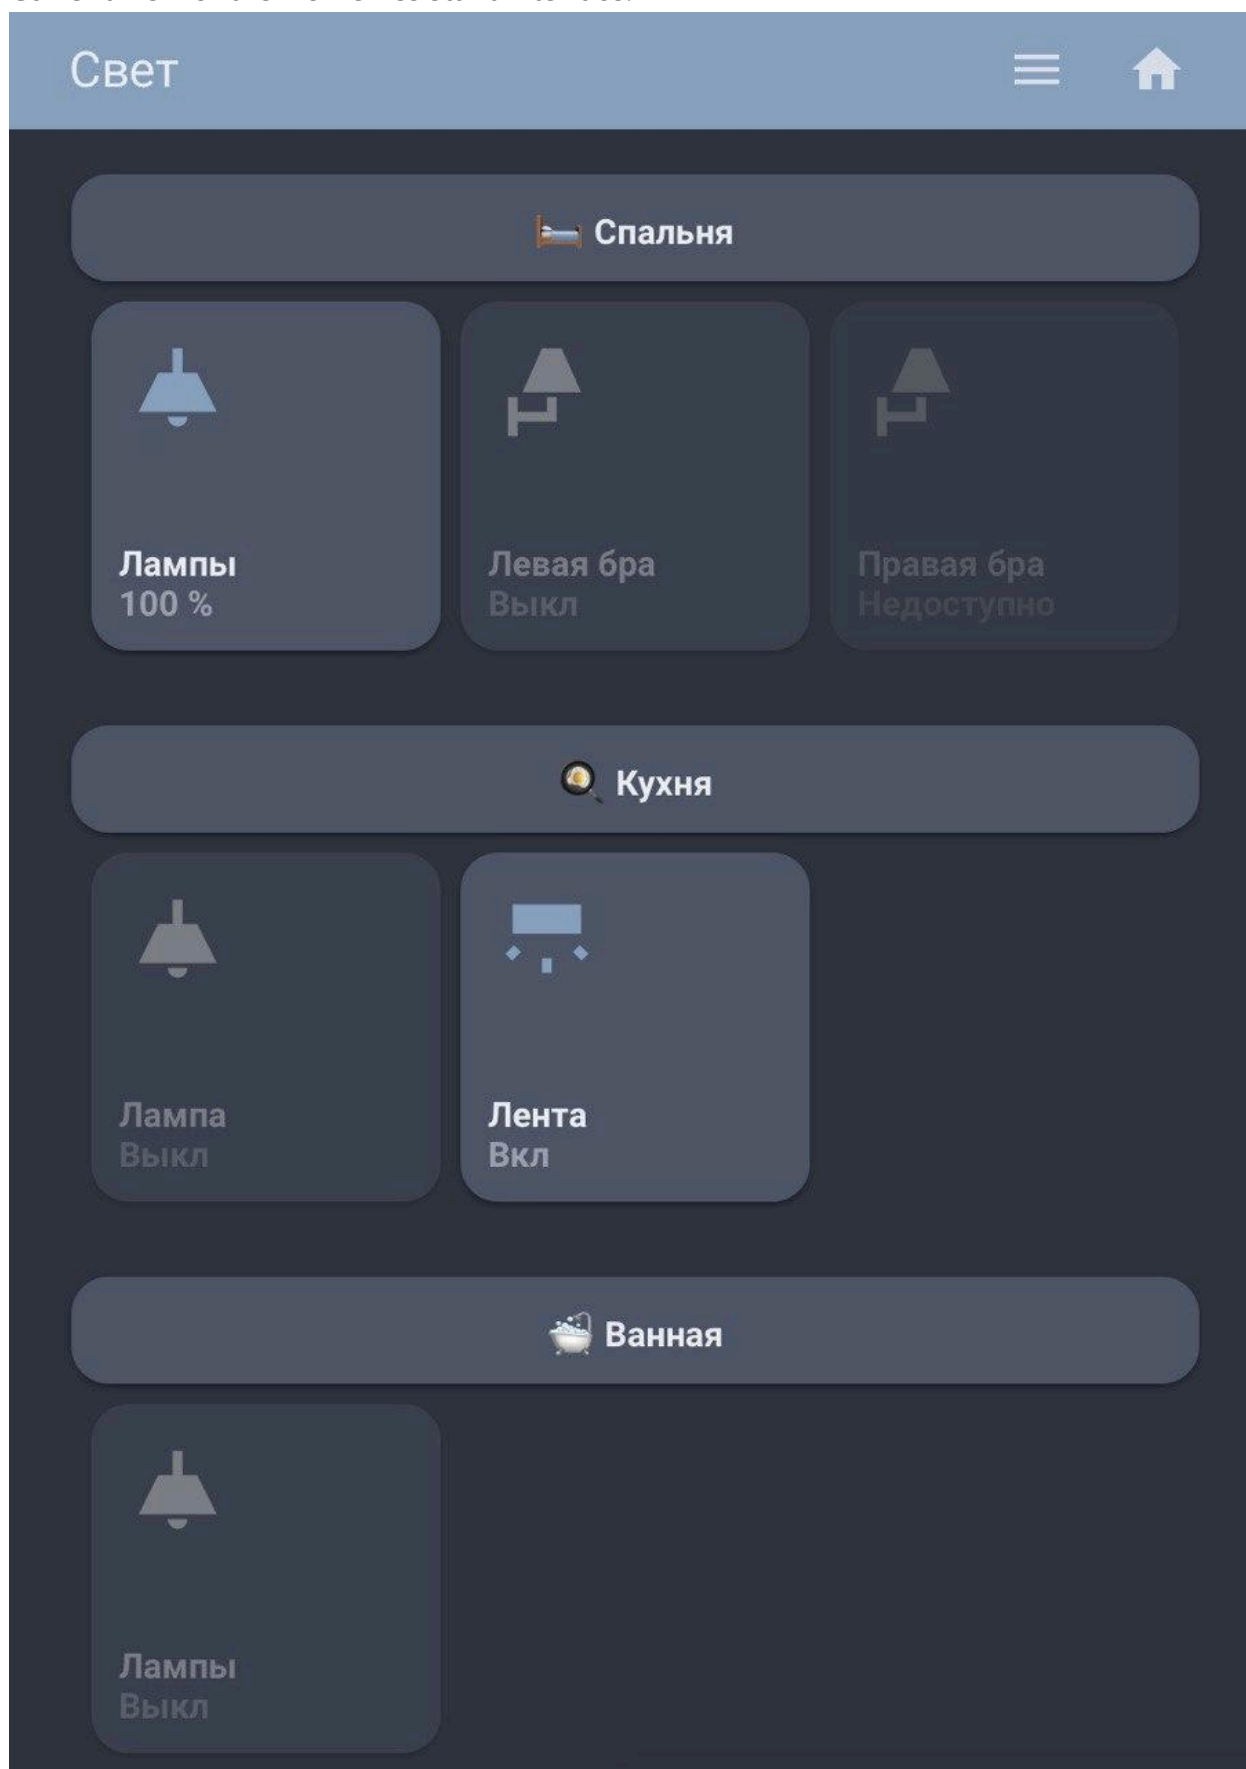 Свет
Спальня
Лампы
100 %
Левая бра
Выкл
Правая бра
Недоступно
Кухня
Лампа
Выкл
Лента
Вкл
Ванная
Лампы
Выкл